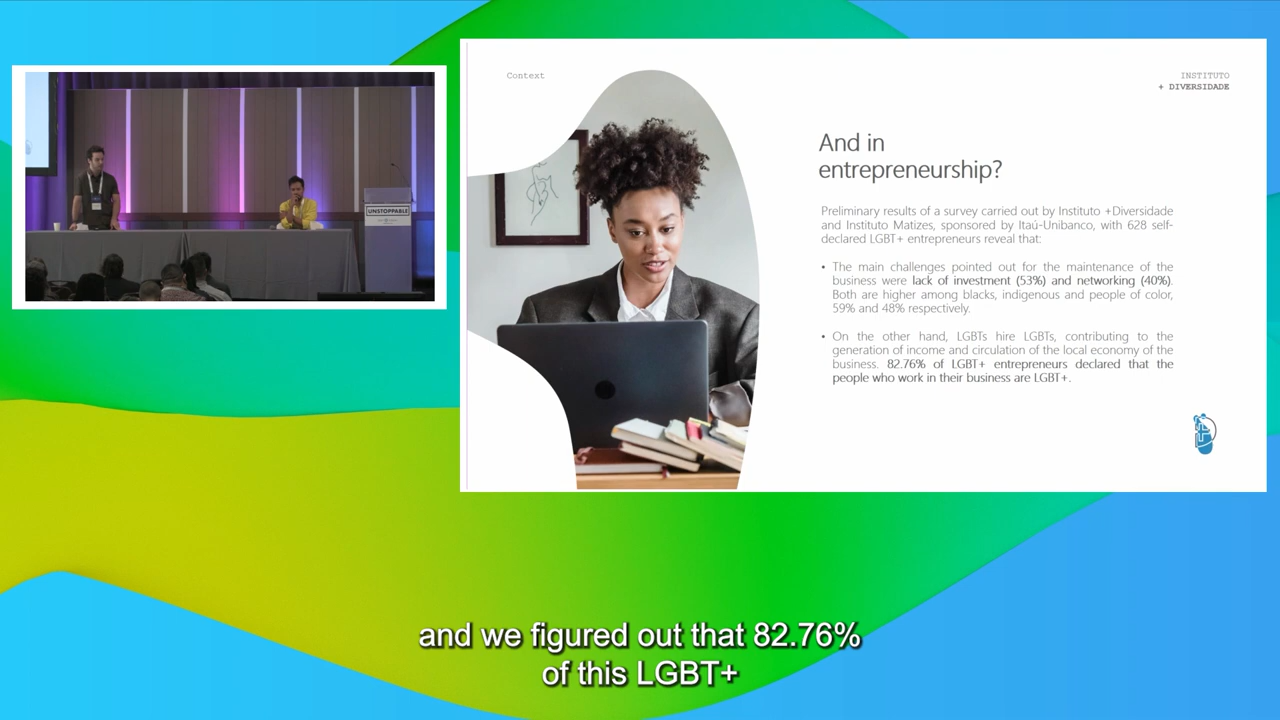 UNSTOPPABLE
Context
INSTITUTO
+ DIVERSIDADE
And in
entrepreneurship?
Preliminary results of a survey carried out by Instituto +Diversidade
and Instituto Matizes, sponsored by Itaú-Unibanco, with 628 self-
declared LGBT+ entrepreneurs reveal that:
• The main challenges pointed out for the maintenance of the
business were lack of investment (53%) and networking (40%).
Both are higher among blacks, indigenous and people of color,
59% and 48% respectively.
• On the other hand, LGBTs hire LGBTs, contributing to the
generation of income and circulation of the local economy of the
business. 82.76% of LGBT+ entrepreneurs declared that the
people who work in their business are LGBT+.
and we figured out that 82.76%
of this LGBT+